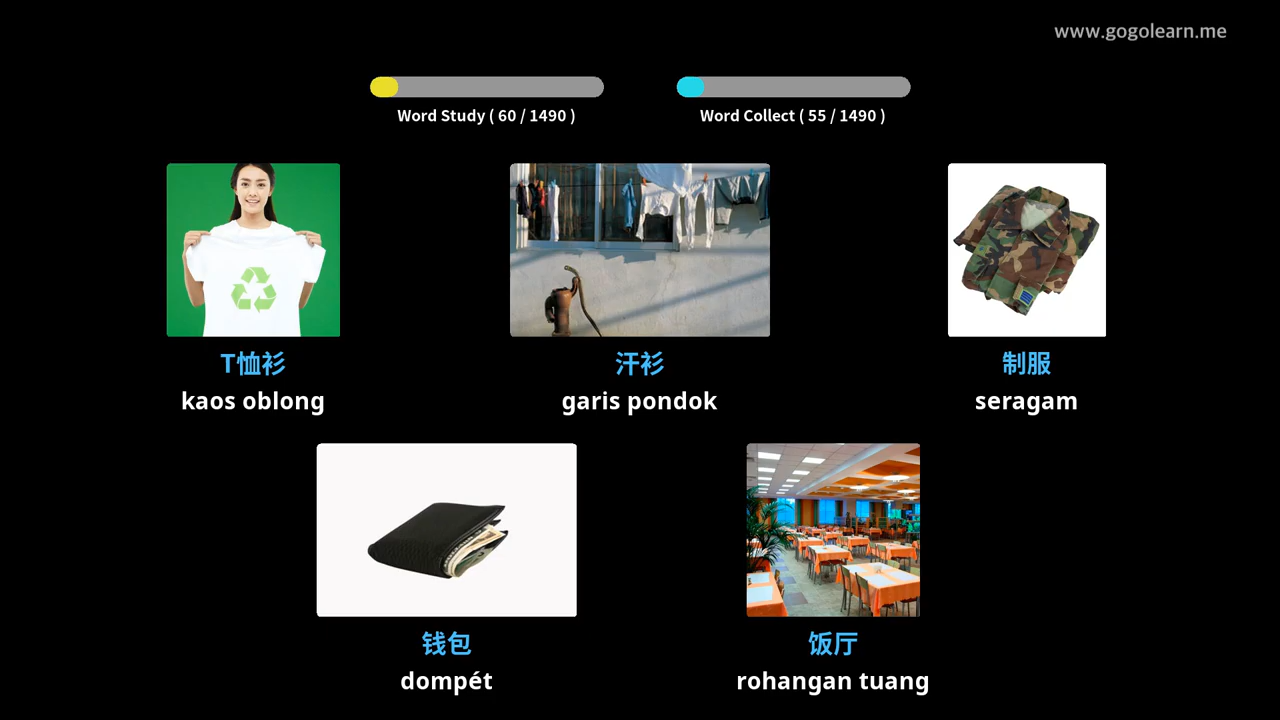 www.gogolearn.me
Word Study ( 60 / 1490 )
Word Collect ( 55 / 1490 )
T恤衫
kaos oblong
汗衫
garis pondok
制服
seragam
钱包
dompét
饭厅
rohangan tuang